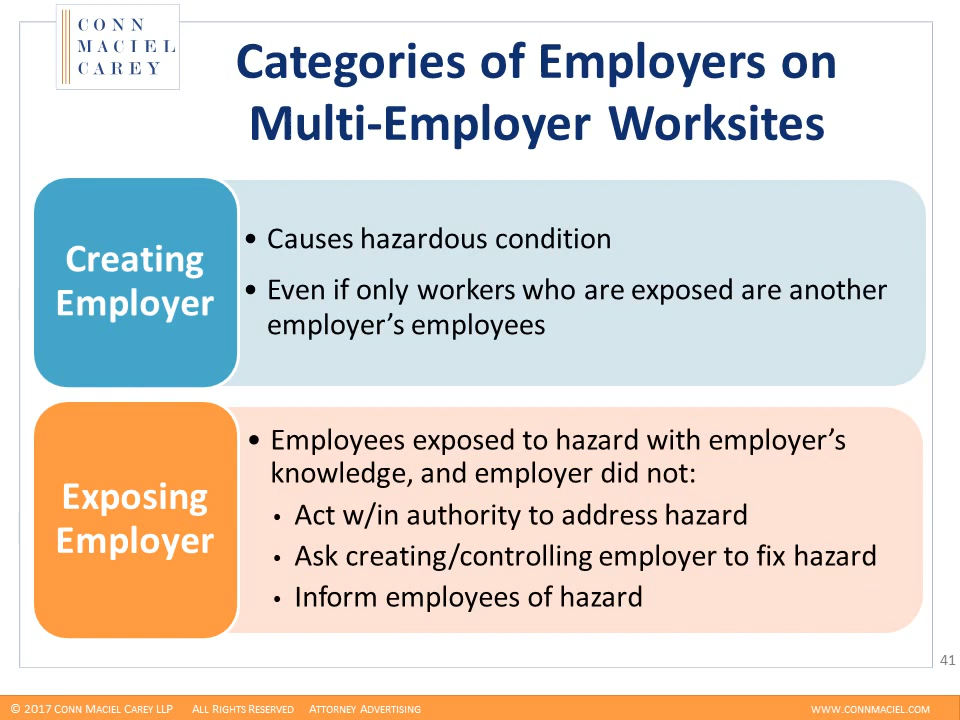 CONN
MACIEL
CAREY
Categories of Employers on
Multi-Employer Worksites
Creating
Employer
• Causes hazardous condition
• Even if only workers who are exposed are another
employer’s employees
Exposing
Employer
• Employees exposed to hazard with employer’s
knowledge, and employer did not:
• Act w/in authority to address hazard
• Ask creating/controlling employer to fix hazard
• Inform employees of hazard
41
© 2017 CONN MACIEL CAREY LLP ALL RIGHTS RESERVED ATTORNEY ADVERTISING WWW.CONNMACIEL.COM